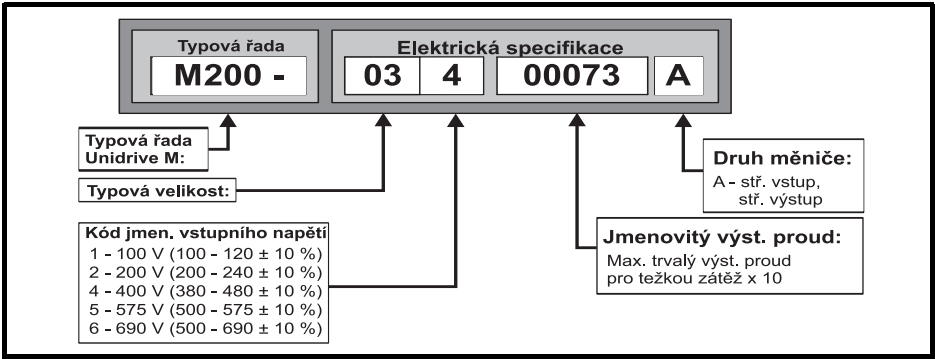 Typová řada
M200 -
Elektrická specifikace
03 4 00073 A
Typová řada
Unidrive M:
Typová velikost:
Kód jmen. vstupního napětí
1 - 100 V (100 - 120 ± 10 %)
2 - 200 V (200 - 240 ± 10 %)
4 - 400 V (380 - 480 ± 10 %)
5 - 575 V (500 - 575 ± 10 %)
6 - 690 V (500 - 690 ± 10 %)
Druh měniče:
A - stř. vstup,
stř. výstup
Jmenovitý výst. proud:
Max. trvalý výst. proud
pro težkou zátěž x 10